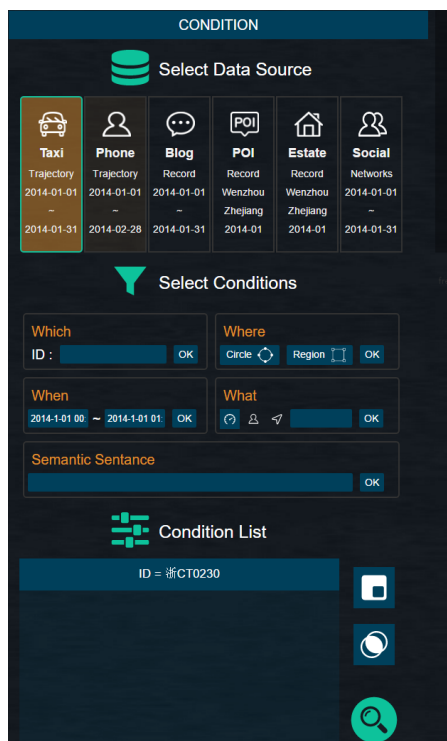 CONDITION
Select Data Source
Taxi Phone Blog POI Estate Social
Trajectory Trajectory Record Record Record Networks
2014-01-01 2014-01-01 2014-01-01 Wenzhou Wenzhou 2014-01-01
~ ~ ~ Zhejiang Zhejiang ~
2014-01-31 2014-02-28 2014-01-31 2014-01 2014-01 2014-01-31
Select Conditions
Which
ID : OK
Where
Circle Region OK
When
2014-1-01 00: ~ 2014-1-01 01: OK
What
OK
Semantic Sentance
OK
Condition List
ID = 浙CT0230